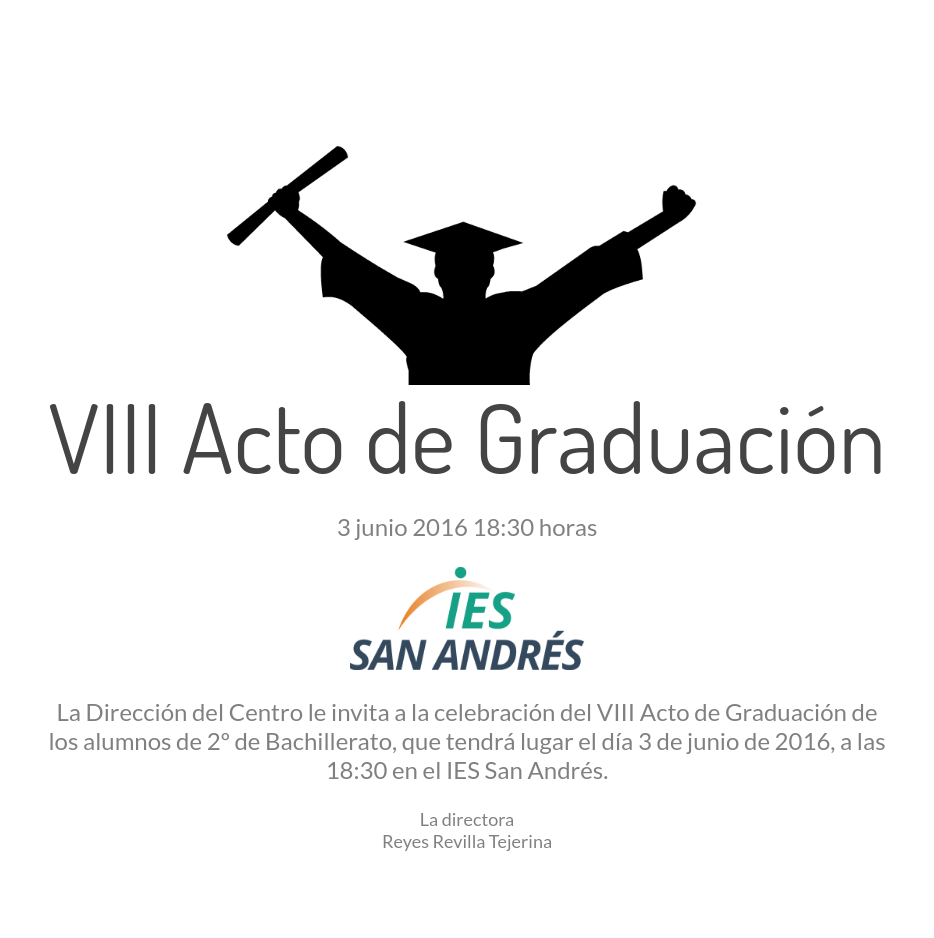 VIII Acto de Graduación
3 junio 2016 18:30 horas
IES
SAN ANDRÉS
La Dirección del Centro le invita a la celebración del VIII Acto de Graduación de
los alumnos de 2º de Bachillerato, que tendrá lugar el día 3 de junio de 2016, a las
18:30 en el IES San Andrés.
La directora
Reyes Revilla Tejerina